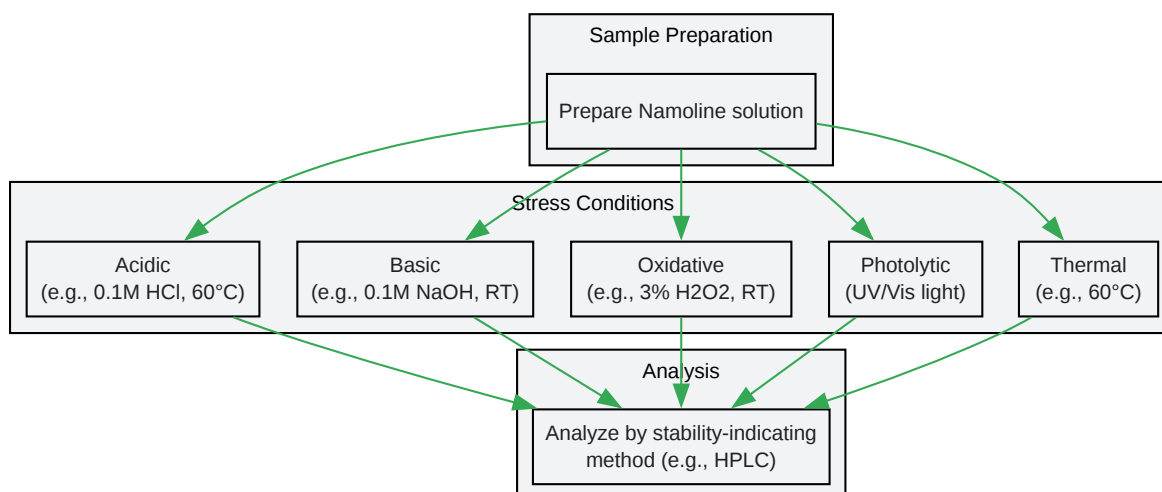 Sample Preparation
Prepare Namoline solution
Stress Conditions
Acidic
(e.g., 0.1M HCl, 60°C)
Basic
(e.g., 0.1M NaOH, RT)
Oxidative
(e.g., 3% H2O2, RT)
Photolytic
(UV/Vis light)
Thermal
(e.g., 60°C)
Analysis
Analyze by stability-indicating
method (e.g., HPLC)